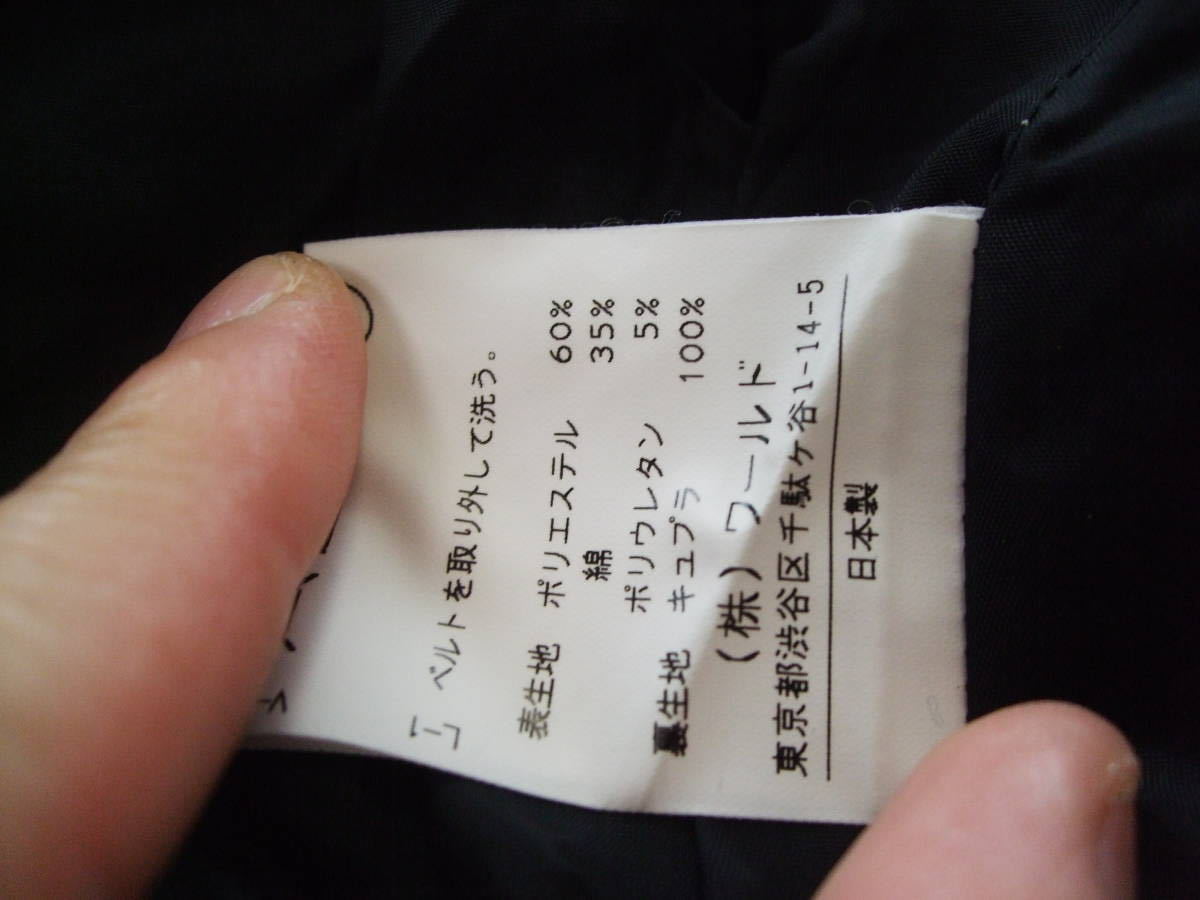 ベルトを取り外して洗う。
表生地 ポリエステル 60%
綿 35%
ポリウレタン 5%
裏生地 キュプラ 100%
(株) ワールド
東京都渋谷区千駄ケ谷1-14-5
日本製